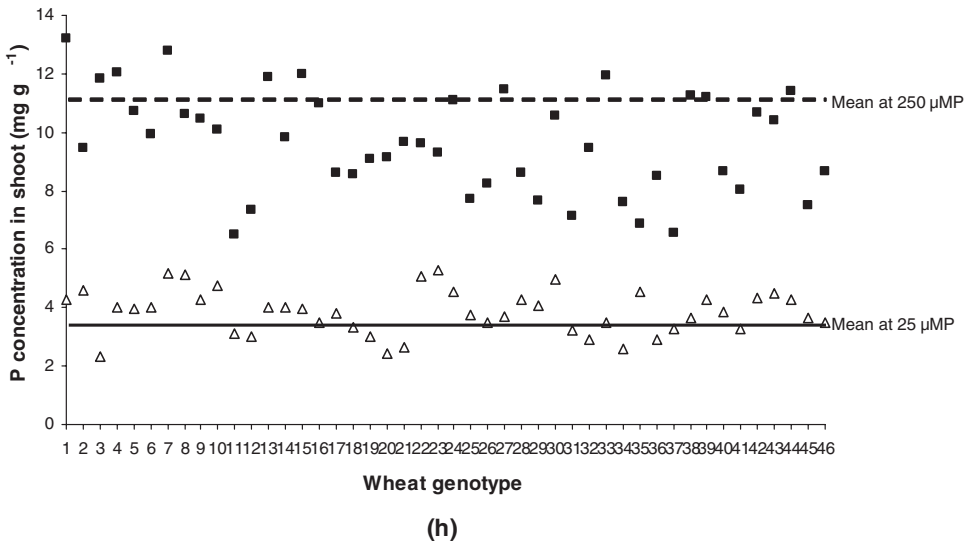 14
12
10
8
6
4
2
0
P concentration in shoot (mg g ⁻¹)
Mean at 250 µMP
Mean at 25 µMP
1 2 3 4 5 6 7 8 9 10 11 12 13 14 15 16 17 18 19 20 21 22 23 24 25 26 27 28 29 30 31 32 33 34 35 36 37 38 39 40 41 42 43 44 45 46
Wheat genotype
(h)